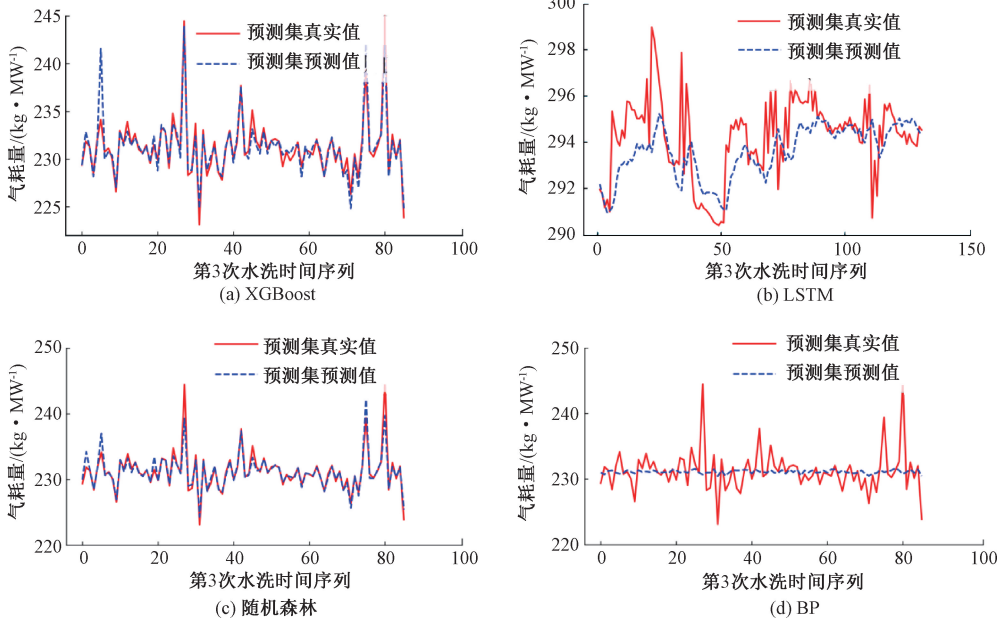 245
240
235
230
225
气耗量/(kg·MW⁻¹)
预测集真实值
预测集预测值
0 20 40 60 80 100
第3次水洗时间序列
(a) XGBoost
300
298
296
294
292
290
气耗量/(kg·MW⁻¹)
预测集真实值
预测集预测值
0 50 100 150
第3次水洗时间序列
(b) LSTM
250
240
230
220
气耗量/(kg·MW⁻¹)
预测集真实值
预测集预测值
0 20 40 60 80 100
第3次水洗时间序列
(c) 随机森林
250
240
230
220
气耗量/(kg·MW⁻¹)
预测集真实值
预测集预测值
0 20 40 60 80 100
第3次水洗时间序列
(d) BP